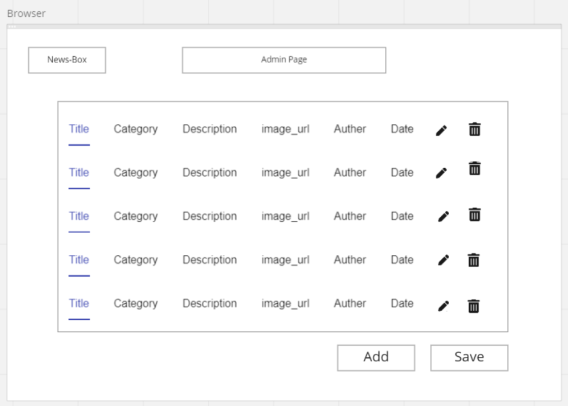 Browser
News-Box Admin Page
Title Category Description image_url Auther Date
Title Category Description image_url Auther Date
Title Category Description image_url Auther Date
Title Category Description image_url Auther Date
Title Category Description image_url Auther Date
Add Save